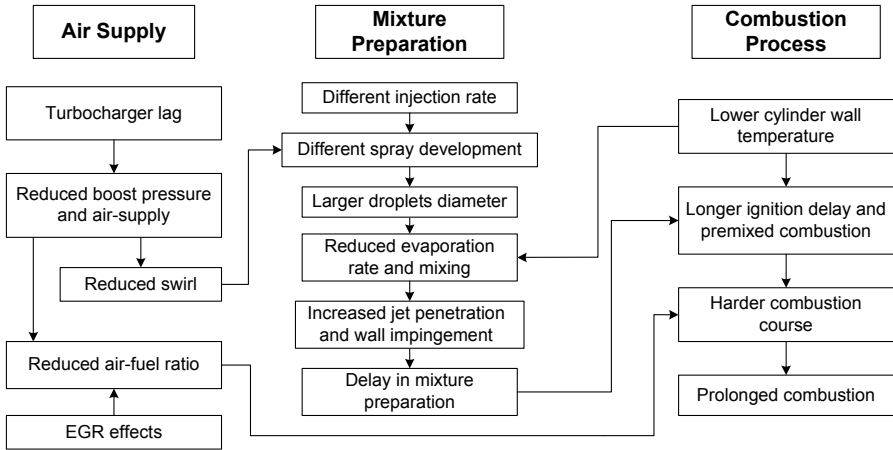 Air Supply
Turbocharger lag
Reduced boost pressure
and air-supply
Reduced swirl
Reduced air-fuel ratio
EGR effects
Mixture
Preparation
Different injection rate
Different spray development
Larger droplets diameter
Reduced evaporation
rate and mixing
Increased jet penetration
and wall impingement
Delay in mixture
preparation
Combustion
Process
Lower cylinder wall
temperature
Longer ignition delay and
premixed combustion
Harder combustion
course
Prolonged combustion